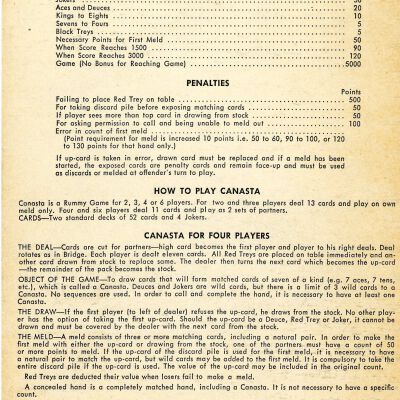 Jokers . . . . . . . . . . 50
Aces and Deuces . . . . . . . . . . 20
Kings to Eights . . . . . . . . . . 10
Sevens to Fours . . . . . . . . . . 5
Black Treys . . . . . . . . . . 5
Necessary Points for First Meld . . . . . . . . . . 50
When Score Reaches 1500 . . . . . . . . . . 90
When Score Reaches 3000 . . . . . . . . . . 120
Game (No Bonus for Reaching Game) . . . . . . . . . . 5000
PENALTIES
Points
Failing to place Red Trey on table . . . . . . . . . . 500
For taking discard pile before exposing matching cards . . . . . . . . . . 50
If player sees more than top card in drawing from stock . . . . . . . . . . 50
For asking permission to call and being unable to meld out . . . . . . . . . . 100
Error in count of first meld
(Point requirement for meld is increased 10 points i.e. 50 to 60, 90 to 100, or 120
to 130 points for that hand only.)
If up-card is taken in error, drawn card must be replaced and if a meld has been
started, the exposed cards are penalty cards and remain face-up and must be used
as discards or melded at offender's turn to play.
HOW TO PLAY CANASTA
Canasta is a Rummy Game for 2, 3, 4 or 6 players. For two and three players deal 13 cards and play on own
meld only. Four and six players deal 11 cards and play as 2 sets of partners.
CARDS—Two standard decks of 52 cards and 4 Jokers.
CANASTA FOR FOUR PLAYERS
THE DEAL—Cards are cut for partners—high card becomes the first player and player to his right deals. Deal
rotates as in Bridge. Each player is dealt eleven cards. All Red Treys are placed on table immediately and an-
other card drawn from stock to replace same. The dealer then turns the next card which becomes the up-card
—the remainder of the pack becomes the stock.
OBJECT OF THE GAME—To draw cards that will form matched cards of seven of a kind (e.g. 7 aces, 7 tens,
etc.), which is called a Canasta. Deuces and Jokers are wild cards, but there is a limit of 3 wild cards to a
Canasta. No sequences are used. In order to call and complete the hand, it is necessary to have at least one
Canasta.
THE DRAW—If the first player (to left of dealer) refuses the up-card, he draws from the stock. No other play-
er has the option of taking the first up-card. Should the up-card be a Deuce, Red Trey or Joker, it cannot be
drawn and must be covered by the dealer with the next card from the stock.
THE MELD—A meld consists of three or more matching cards, including a natural pair. In order to make the
first meld with either the up-card or drawn card from stock, one of the partners must have a count of 50
or more points to meld. If the up-card of the discard pile is used for the first meld, it is necessary to have
a natural pair to match the up-card, but wild cards may be added to the first meld. It is compulsory to take the
entire discard pile if the up-card is used. The value of the up-card may be included in the original count.
Red Treys are deducted their value when losers fail to make a meld.
A concealed hand is a completely matched hand, including a Canasta. It is not necessary to have a specific
count.